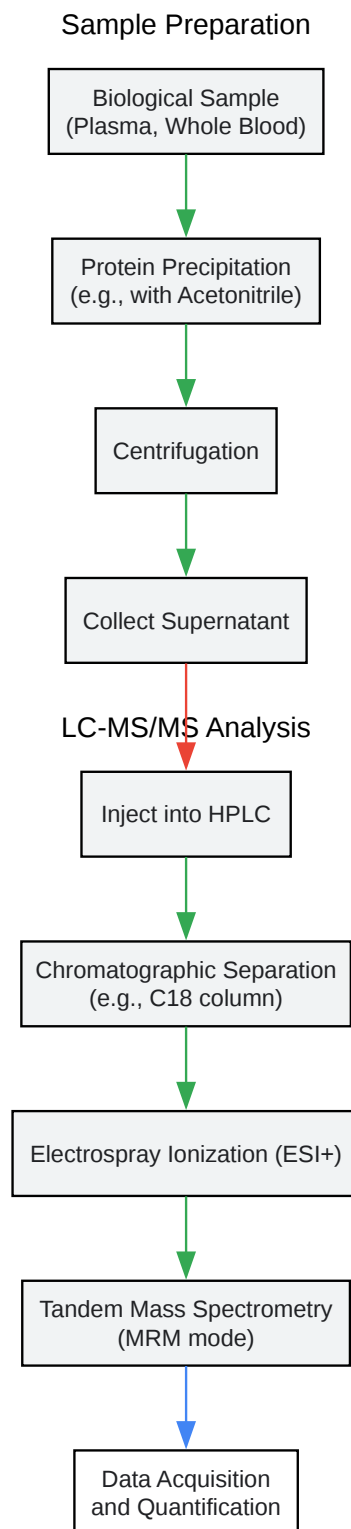 Sample Preparation
Biological Sample
(Plasma, Whole Blood)
Protein Precipitation
(e.g., with Acetonitrile)
Centrifugation
Collect Supernatant
LC-MS/MS Analysis
Inject into HPLC
Chromatographic Separation
(e.g., C18 column)
Electrospray Ionization (ESI+)
Tandem Mass Spectrometry
(MRM mode)
Data Acquisition
and Quantification